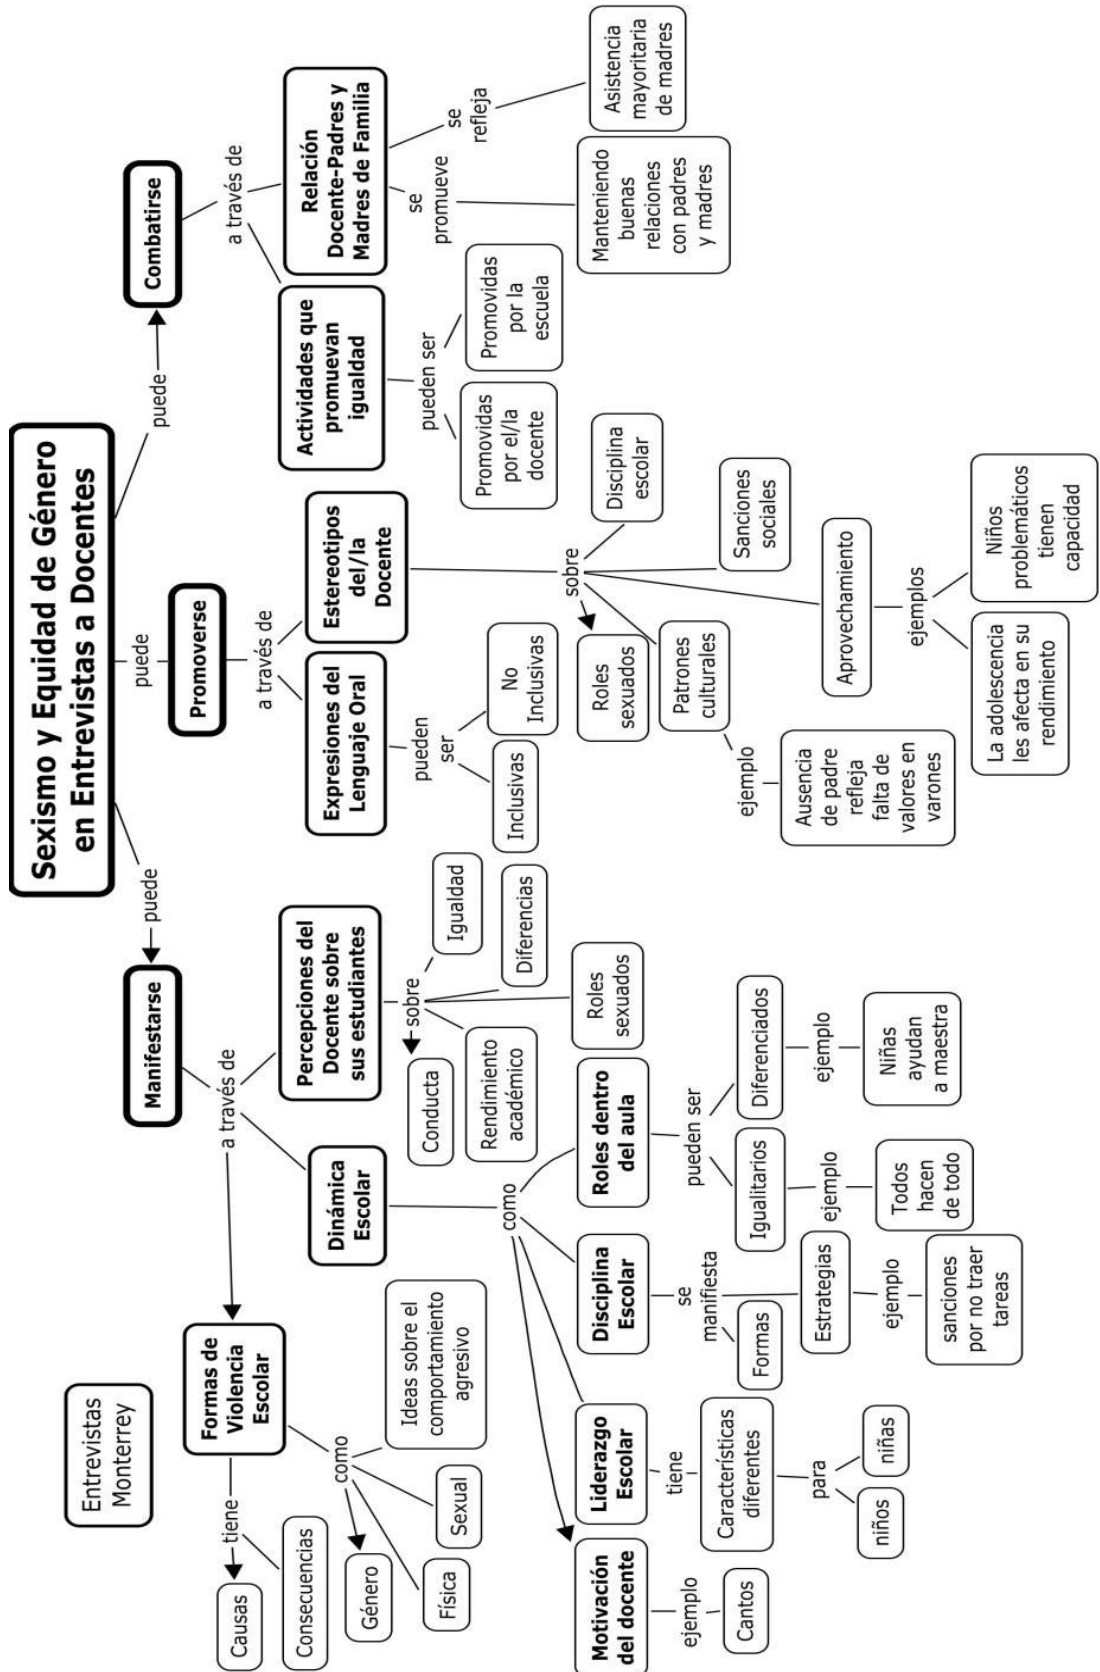 Sexismo y Equidad de Género
en Entrevistas a Docentes
Entrevistas
Monterrey
puede
puede
puede
Manifestarse
Promoverse
Combatirse
a través de
a través de
a través de
Formas de
Violencia
Escolar
Dinámica
Escolar
Percepciones del
Docente sobre
sus estudiantes
Expresiones del
Lenguaje Oral
Estereotipos
del/la
Docente
Actividades que
promuevan
igualdad
Relación
Docente-Padres y
Madres de Familia
tiene
Causas
Consecuencias
como
Género
Física
Sexual
Ideas sobre el
comportamiento
agresivo
sobre
Conducta
Rendimiento
académico
Roles
sexuados
Diferencias
Igualdad
pueden
ser
Inclusivas
No
Inclusivas
sobre
Roles
sexuados
Patrones
culturales
Disciplina
escolar
Sanciones
sociales
Aprovechamiento
ejemplo
Ausencia
de padre
refleja
falta de
valores en
varones
ejemplos
La adolescencia
les afecta en su
rendimiento
Niños
problemáticos
tienen
capacidad
pueden ser
Promovidas
por el/la
docente
Promovidas
por la
escuela
se
promueve
Manteniendo
buenas
relaciones
con padres
y madres
se
refleja
Asistencia
mayoritaria
de madres
como
Motivación
del docente
ejemplo
Cantos
Liderazgo
Escolar
tiene
Características
diferentes
para
niños
niñas
Disciplina
Escolar
se
manifiesta
Formas
Estrategias
ejemplo
sanciones
por no traer
tareas
Roles dentro
del aula
pueden ser
Igualitarios
ejemplo
Todos
hacen
de todo
Diferenciados
ejemplo
Niñas
ayudan
a maestra